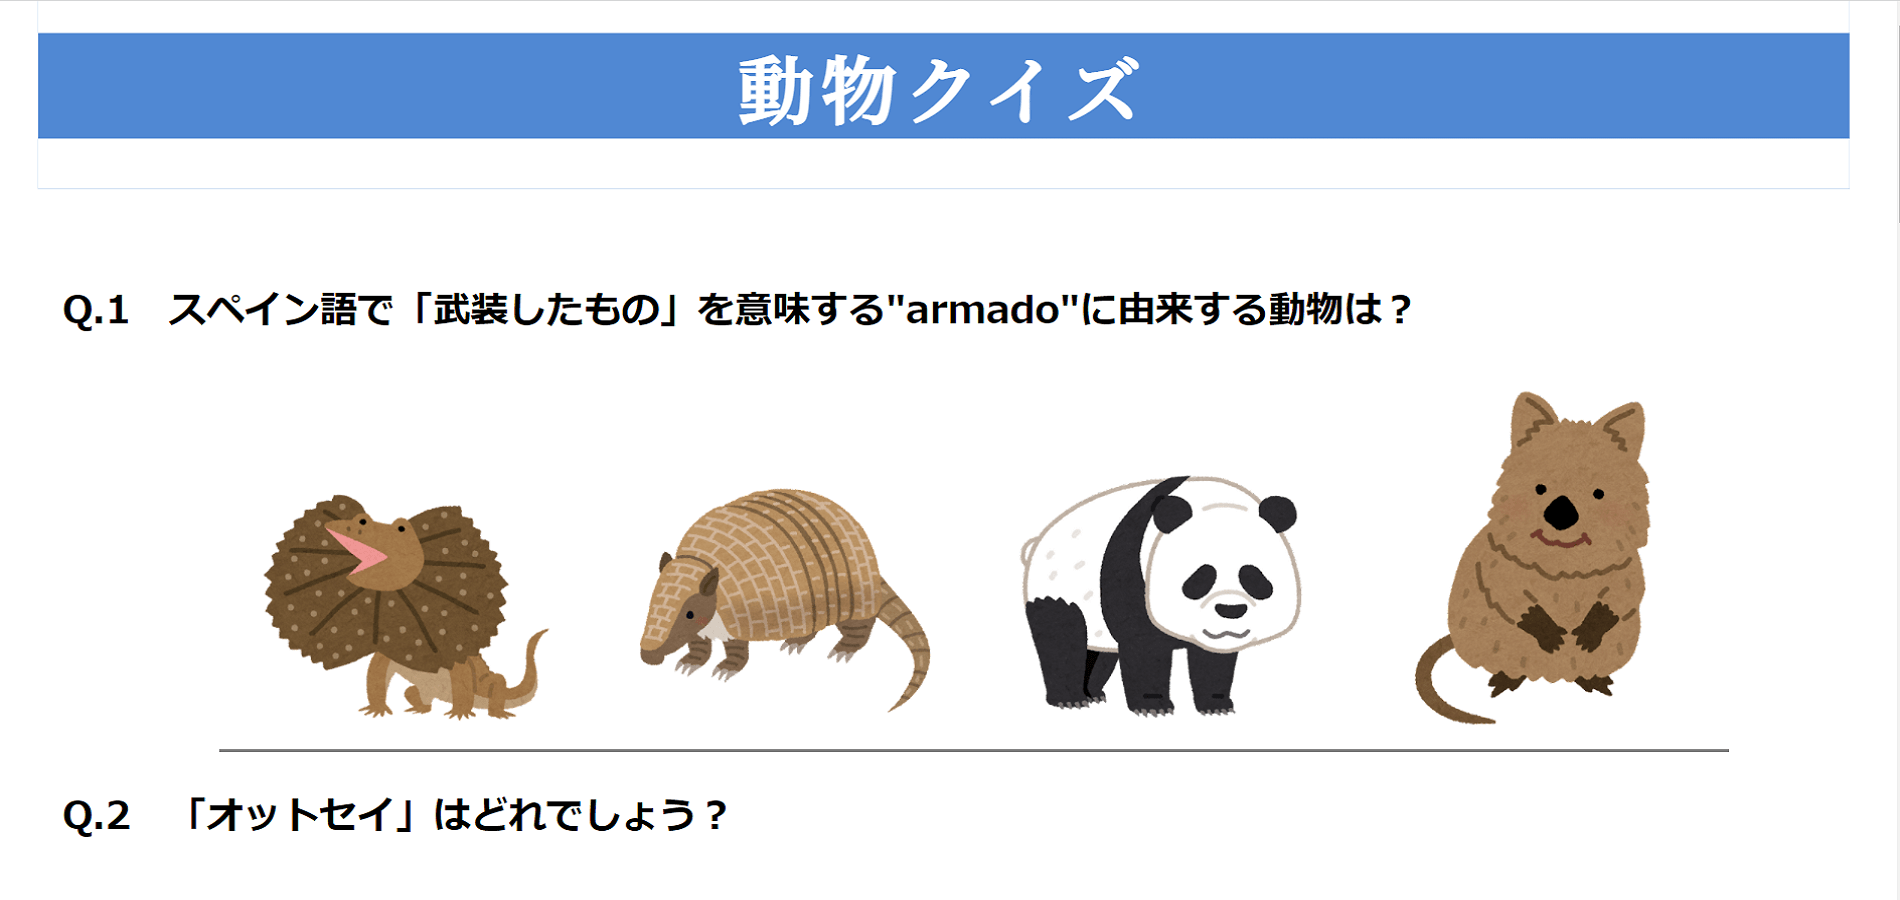 動物クイズ
Q.1　スペイン語で「武装したもの」を意味する"armado"に由来する動物は？
Q.2　「オットセイ」はどれでしょう？